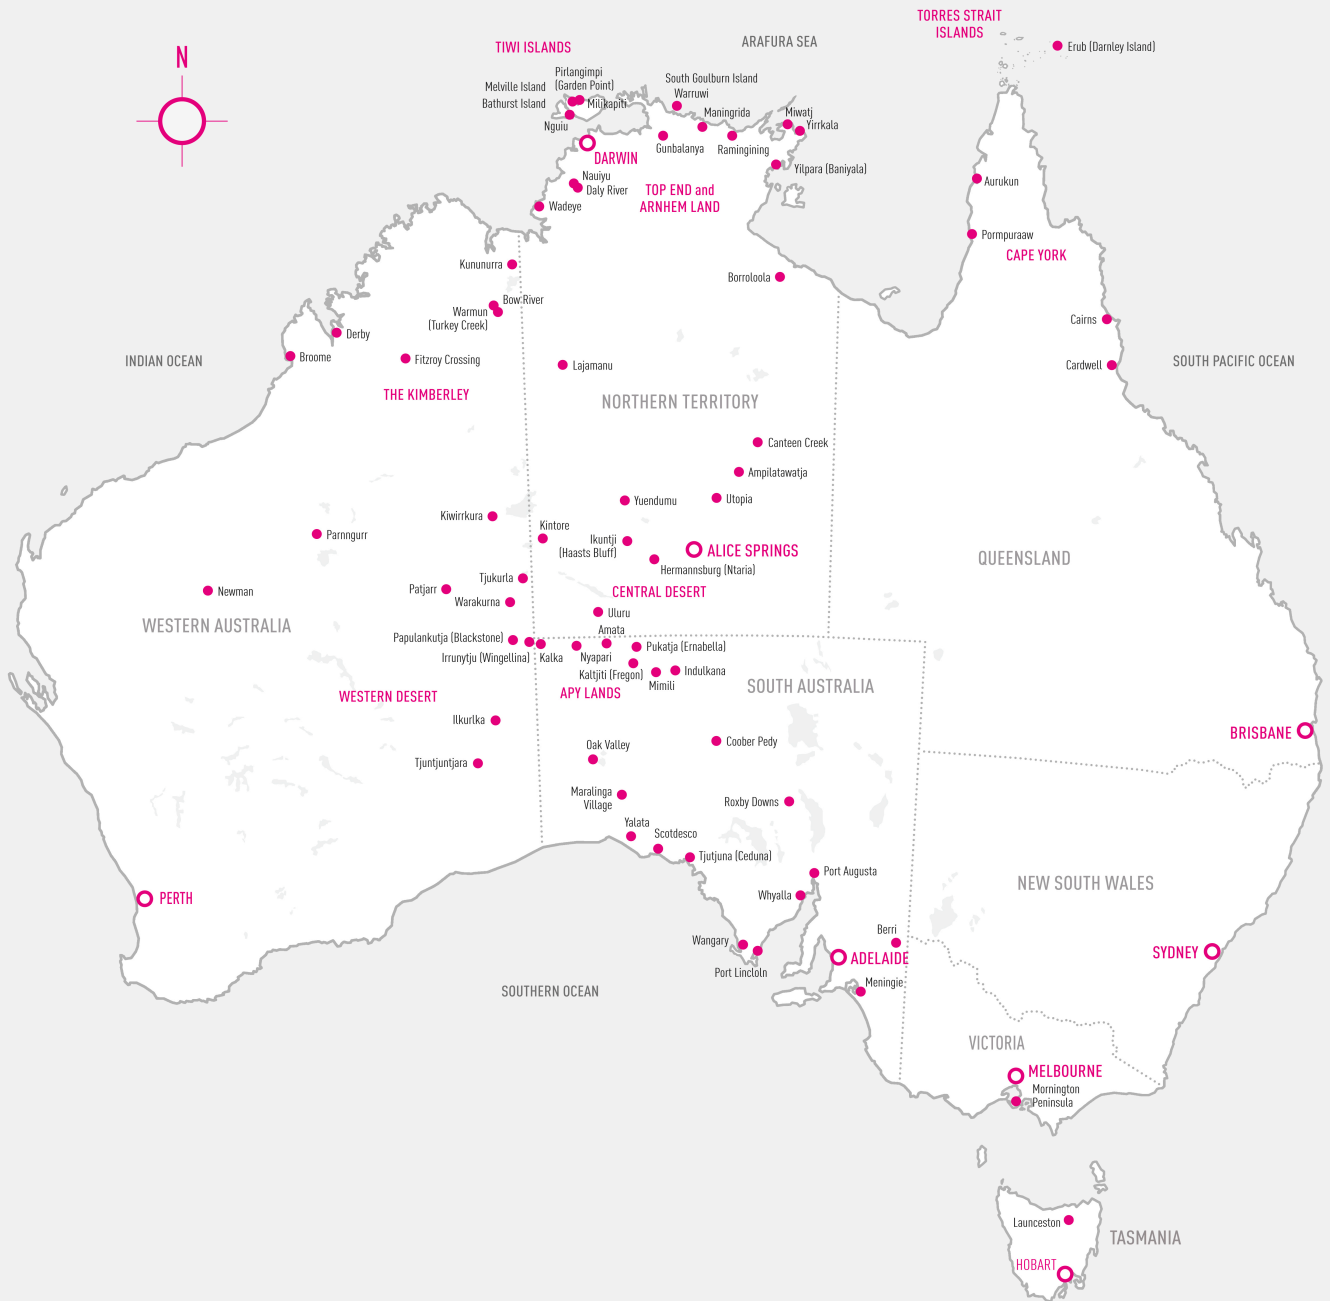 TORRES STRAIT
ISLANDS
Erub (Darnley Island)
ARAFURA SEA
TIWI ISLANDS
N
Pirlangimpi
(Garden Point)
Melville Island
Bathurst Island
Milikapiti
Nguiu
South Goulburn Island
Warruwi
Maningrida
Miwatj
Yirrkala
Gunbalanya
Ramingining
DARWIN
Yilpara (Baniyala)
Nauiyu
Daly River
TOP END and
ARNHEM LAND
Wadeye
Aurukun
Pormpuraaw
CAPE YORK
Kununurra
Borroloola
Bow River
Warmun
(Turkey Creek)
Derby
Broome
Fitzroy Crossing
Lajamanu
Cairns
Cardwell
INDIAN OCEAN
SOUTH PACIFIC OCEAN
THE KIMBERLEY
NORTHERN TERRITORY
Canteen Creek
Ampilatawatja
Yuendumu
Utopia
Kiwirrkura
Kintore
Ikuntji
(Haasts Bluff)
ALICE SPRINGS
Hermannsburg (Ntaria)
Parnngurr
QUEENSLAND
Newman
Patjarr
Tjukurla
Warakurna
CENTRAL DESERT
Uluru
WESTERN AUSTRALIA
Papulankutja (Blackstone)
Irrunytju (Wingellina)
Kalka
Amata
Nyapari
Pukatja (Ernabella)
Kaltjiti (Fregon)
Mimili
Indulkana
WESTERN DESERT
APY LANDS
SOUTH AUSTRALIA
Ilkurlka
Tjuntjuntjara
Oak Valley
Coober Pedy
BRISBANE
Maralinga
Village
Roxby Downs
Yalata
Scotdesco
Tjutjuna (Ceduna)
Port Augusta
Whyalla
NEW SOUTH WALES
PERTH
Wangary
Port Lincloln
Berri
ADELAIDE
Meningie
SYDNEY
SOUTHERN OCEAN
VICTORIA
MELBOURNE
Mornington
Peninsula
Launceston
TASMANIA
HOBART